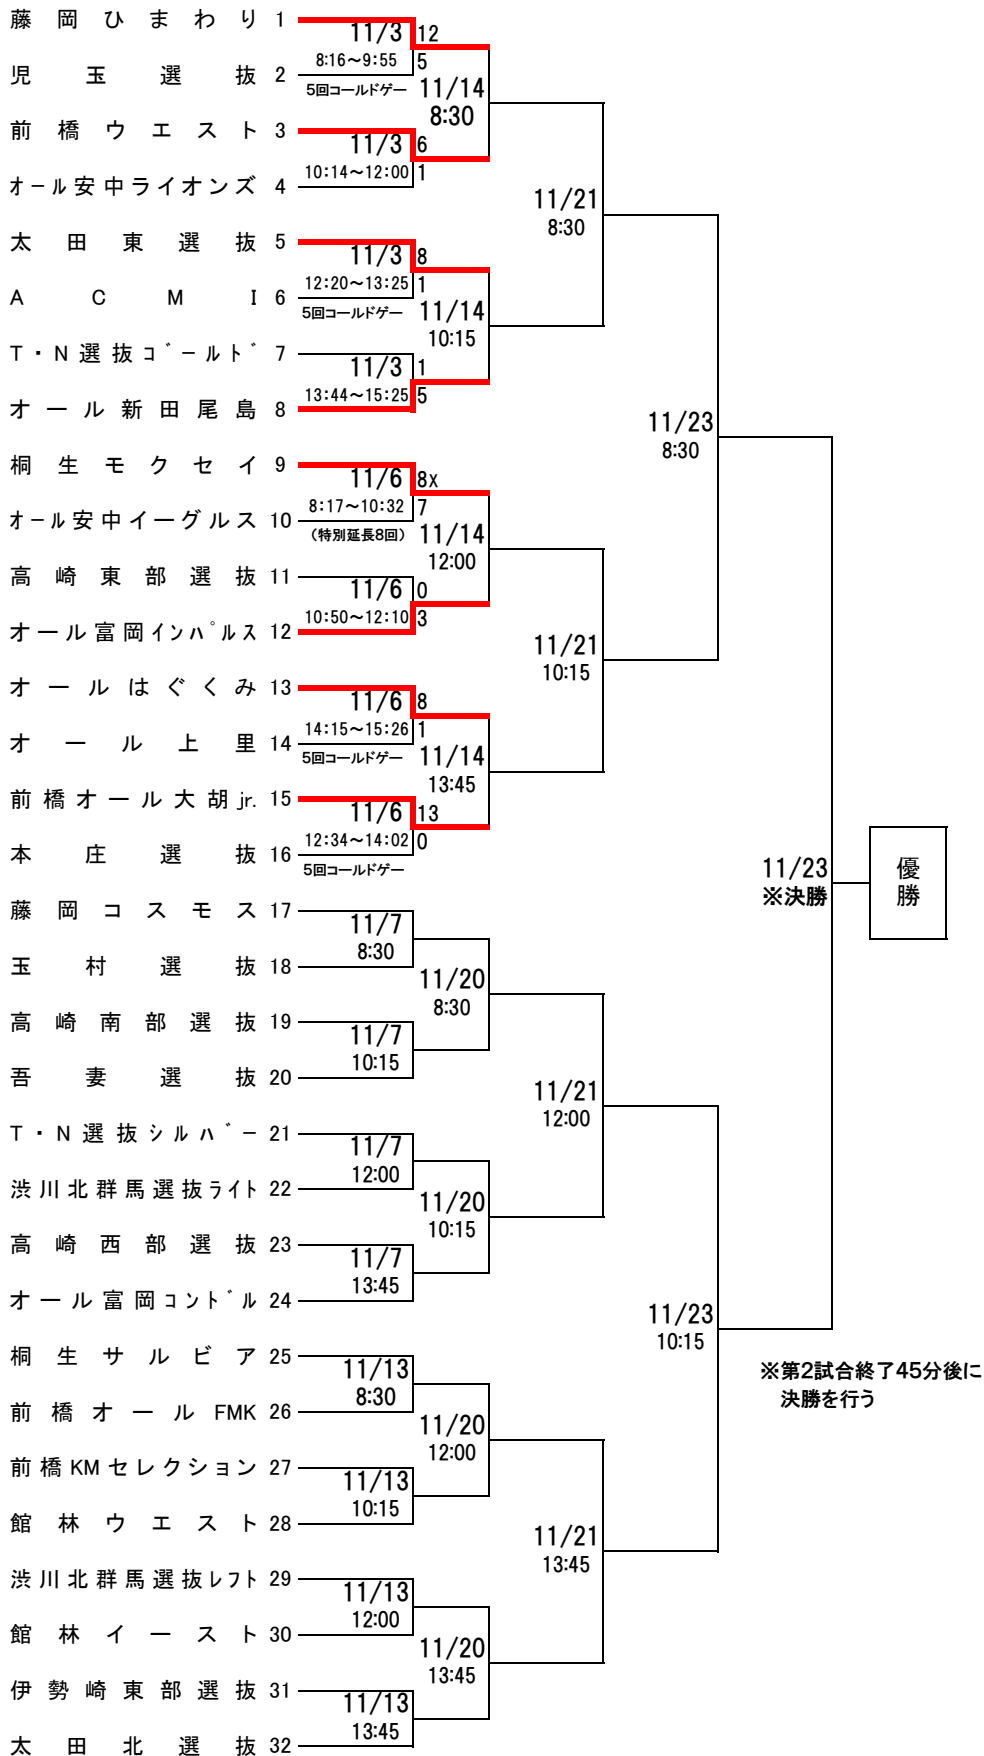 藤岡ひまわり 1
11/3 12
8:16～9:55 5
児玉選抜 2
5回コールドゲー
11/14
8:30
前橋ウエスト 3
11/3 6
10:14～12:00 1
オール安中ライオンズ 4
11/21
8:30
太田東選抜 5
11/3 8
12:20～13:25 1
ACMI 6
5回コールドゲー
11/14
10:15
T・N選抜ゴールド 7
11/3 1
13:44～15:25 5
オール新田尾島 8
11/23
8:30
桐生モクセイ 9
11/6 8x
8:17～10:32 7
オール安中イーグルス 10
（特別延長8回）
11/14
12:00
高崎東部選抜 11
11/6 0
10:50～12:10 3
オール富岡インパルス 12
11/21
10:15
オールはぐくみ 13
11/6 8
14:15～15:26 1
オール上里 14
5回コールドゲー
11/14
13:45
前橋オール大胡jr. 15
11/6 13
12:34～14:02 0
本庄選抜 16
5回コールドゲー
11/23
※決勝
優勝
藤岡コスモス 17
11/7
8:30
玉村選抜 18
11/20
8:30
高崎南部選抜 19
11/7
10:15
吾妻選抜 20
11/21
12:00
T・N選抜シルバー 21
11/7
12:00
渋川北群馬選抜ライト 22
11/20
10:15
高崎西部選抜 23
11/7
13:45
オール富岡コンドル 24
11/23
10:15
桐生サルビア 25
11/13
8:30
※第2試合終了45分後に
決勝を行う
前橋オールFMK 26
11/20
12:00
前橋KMセレクション 27
11/13
10:15
館林ウエスト 28
11/21
13:45
渋川北群馬選抜レフト 29
11/13
12:00
館林イースト 30
11/20
13:45
伊勢崎東部選抜 31
11/13
13:45
太田北選抜 32